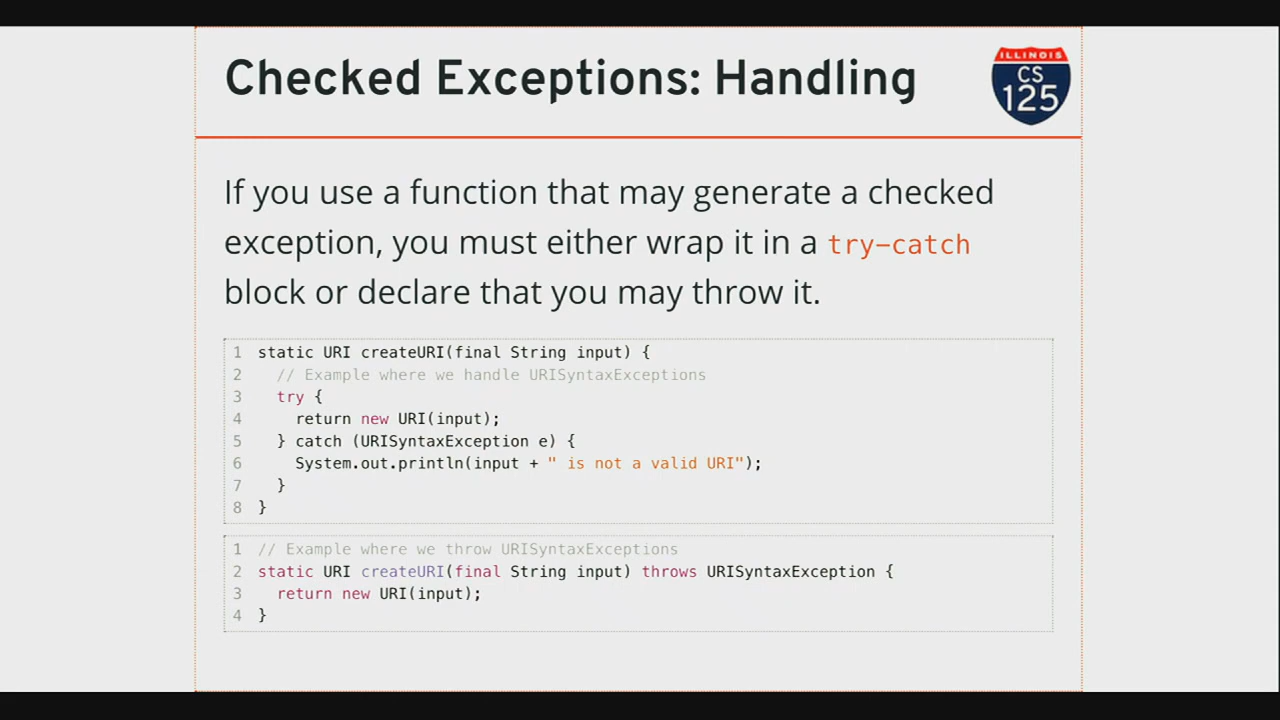 Checked Exceptions: Handling
ILLINOIS
CS
125
If you use a function that may generate a checked
exception, you must either wrap it in a try-catch
block or declare that you may throw it.
1 static URI createURI(final String input) {
2   // Example where we handle URISyntaxExceptions
3   try {
4     return new URI(input);
5   } catch (URISyntaxException e) {
6     System.out.println(input + " is not a valid URI");
7   }
8 }
1 // Example where we throw URISyntaxExceptions
2 static URI createURI(final String input) throws URISyntaxException {
3   return new URI(input);
4 }